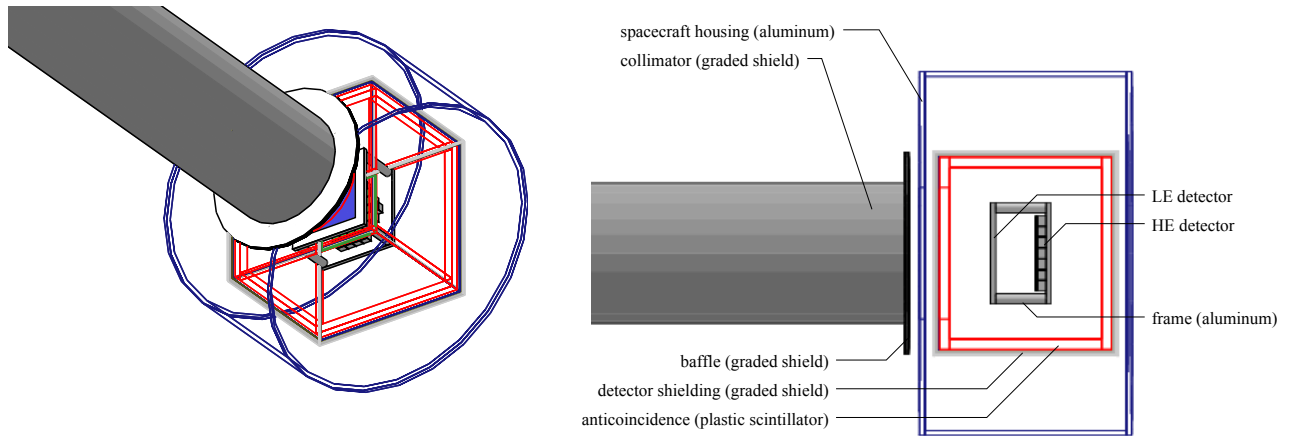 spacecraft housing (aluminum)
collimator (graded shield)
LE detector
HE detector
frame (aluminum)
baffle (graded shield)
detector shielding (graded shield)
anticoincidence (plastic scintillator)